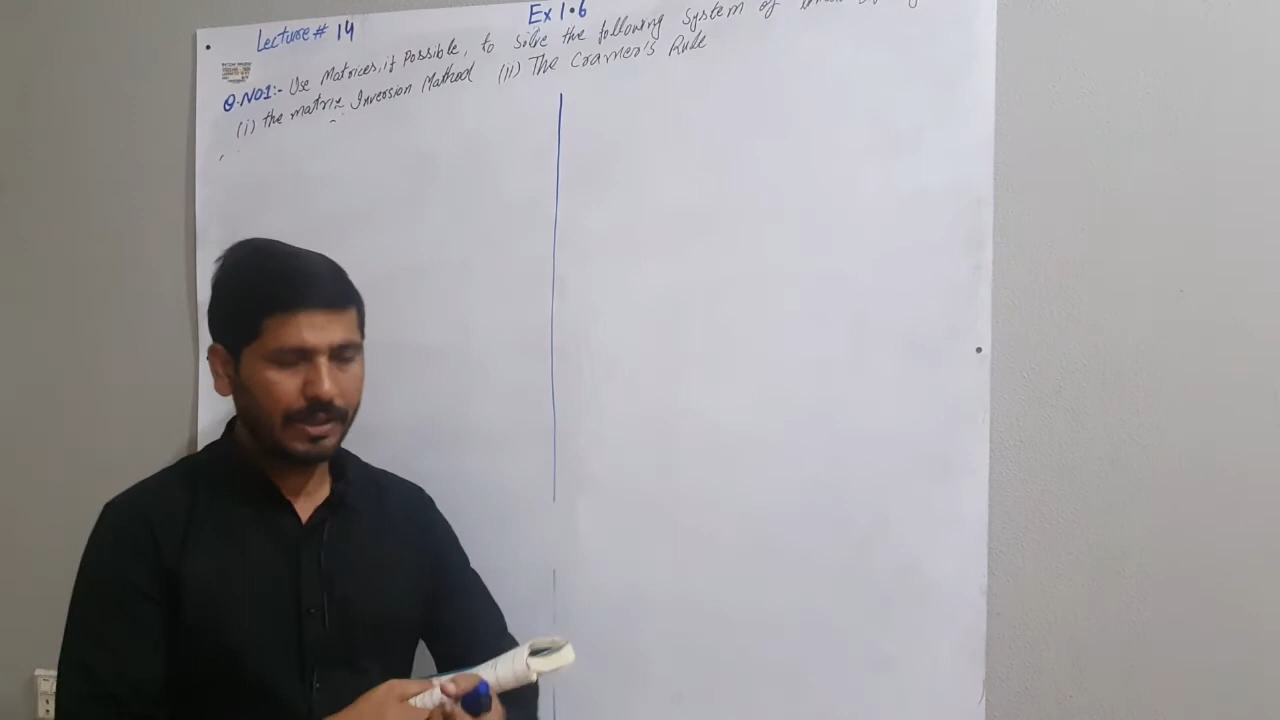 Lecture# 14
Ex 1.6
Q.NO1:- Use Matrices, if Possible, to Solve the following System of
(i) the matrix Inversion Mathod (ii) The Cramer's Rule